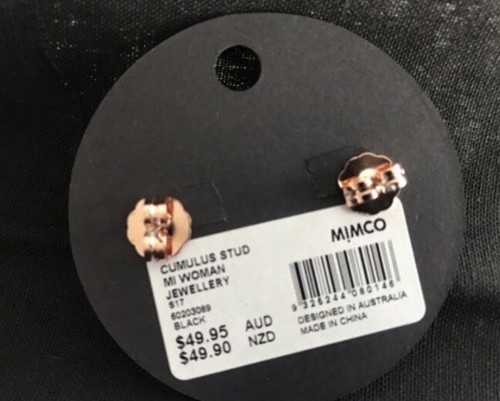 CUMULUS STUD
MI WOMAN
JEWELLERY
S17
60203089
BLACK
$49.95 AUD
$49.90 NZD
MIMCO
9 325244 080146
DESIGNED IN AUSTRALIA
MADE IN CHINA